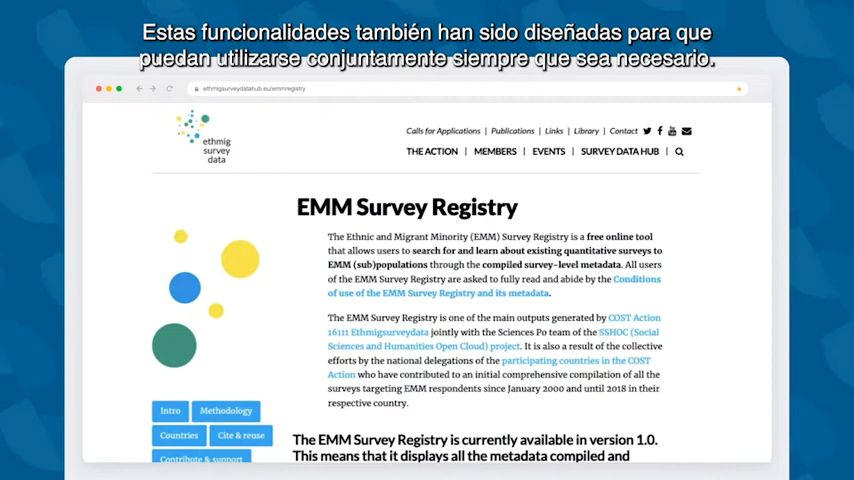 Estas funcionalidades también han sido diseñadas para que
puedan utilizarse conjuntamente siempre que sea necesario.
ethmigsurveydatahub.eu/emmregistry
ethmig
survey
data
Calls for Applications | Publications | Links | Library | Contact
THE ACTION | MEMBERS | EVENTS | SURVEY DATA HUB |
EMM Survey Registry
The Ethnic and Migrant Minority (EMM) Survey Registry is a free online tool
that allows users to search for and learn about existing quantitative surveys to
EMM (sub)populations through the compiled survey-level metadata. All users
of the EMM Survey Registry are asked to fully read and abide by the Conditions
of use of the EMM Survey Registry and its metadata.
The EMM Survey Registry is one of the main outputs generated by COST Action
16111 Ethmigsurveydata jointly with the Sciences Po team of the SSHOC (Social
Sciences and Humanities Open Cloud) project. It is also a result of the collective
efforts by the national delegations of the participating countries in the COST
Action who have contributed to an initial comprehensive compilation of all the
surveys targeting EMM respondents since January 2000 and until 2018 in their
respective country.
Intro Methodology
Countries Cite & reuse
Contribute & support
The EMM Survey Registry is currently available in version 1.0.
This means that it displays all the metadata compiled and